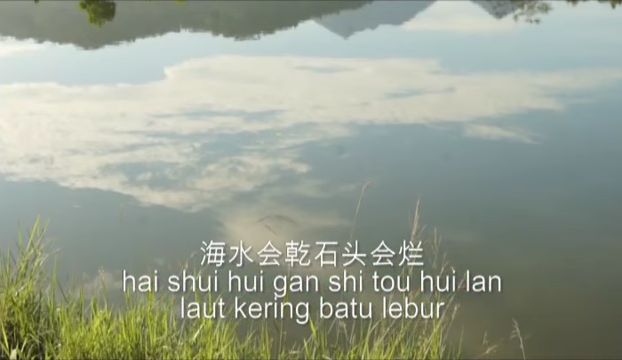 海水会乾石头会烂
hai shui hui gan shi tou hui lan
laut kering batu lebur